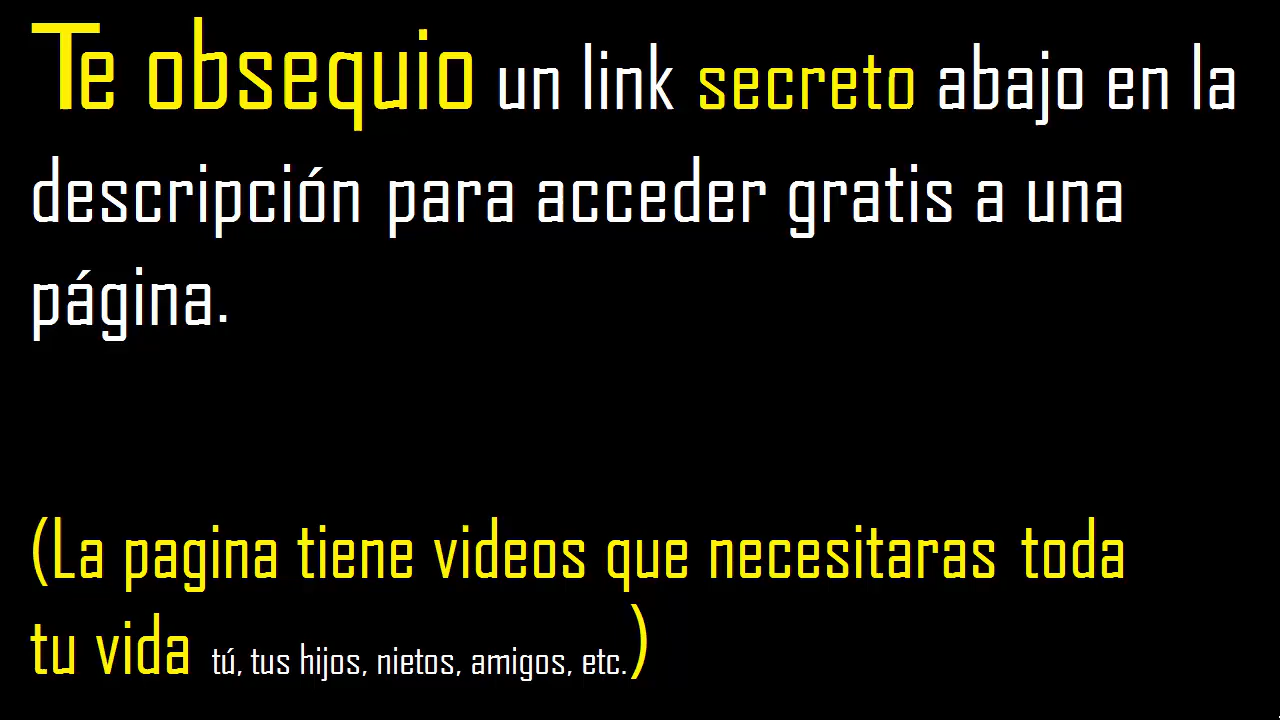 Te obsequio un link secreto abajo en la
descripción para acceder gratis a una
página.
(La pagina tiene videos que necesitaras toda
tu vida tú, tus hijos, nietos, amigos, etc.)